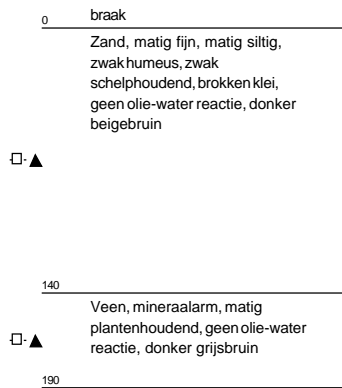 braak
0
Zand, matig fijn, matig siltig,
zwak humeus, zwak
schelphoudend, brokken klei,
geen olie-water reactie, donker
beigebruin
140
Veen, mineraalarm, matig
plantenhoudend, geen olie-water
reactie, donker grijsbruin
190